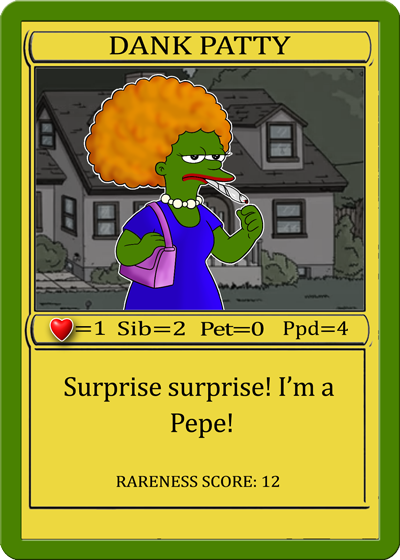 DANK PATTY
=1 Sib=2 Pet=0 Ppd=4
Surprise surprise! I’m a
Pepe!
RARENESS SCORE: 12